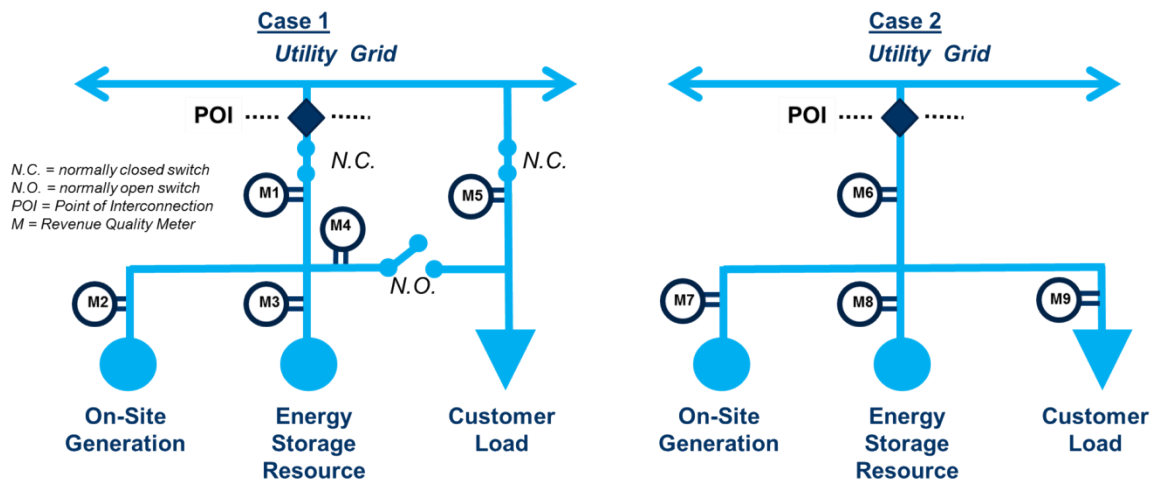 Case 1
Utility Grid
POI
N.C.
N.C.
N.C. = normally closed switch
N.O. = normally open switch
POI = Point of Interconnection
M = Revenue Quality Meter
M1
M5
M4
N.O.
M2
M3
On-Site
Generation
Energy
Storage
Resource
Customer
Load
Case 2
Utility Grid
POI
M6
M7
M8
M9
On-Site
Generation
Energy
Storage
Resource
Customer
Load